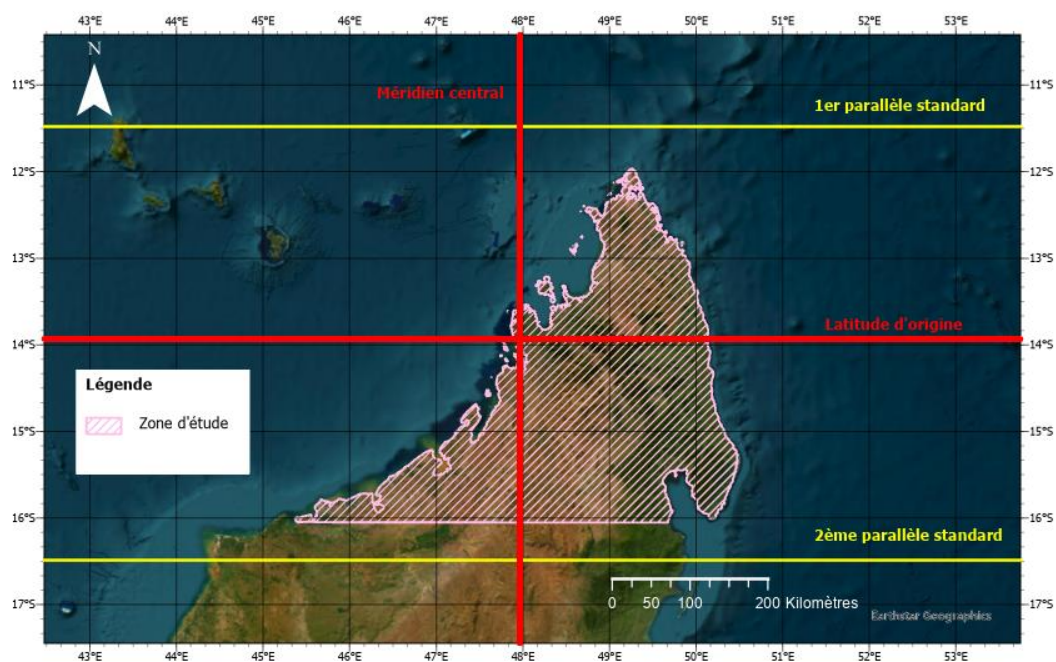 43°E 44°E 45°E 46°E 47°E 48°E 49°E 50°E 51°E 52°E 53°E
N
11°S 11°S
Méridien central
1er parallèle standard
12°S 12°S
13°S 13°S
Latitude d'origine
14°S 14°S
Légende
Zone d'étude
15°S 15°S
16°S 16°S
2ème parallèle standard
17°S 17°S
0 50 100 200 Kilomètres
Earthstar Geographics
43°E 44°E 45°E 46°E 47°E 48°E 49°E 50°E 51°E 52°E 53°E